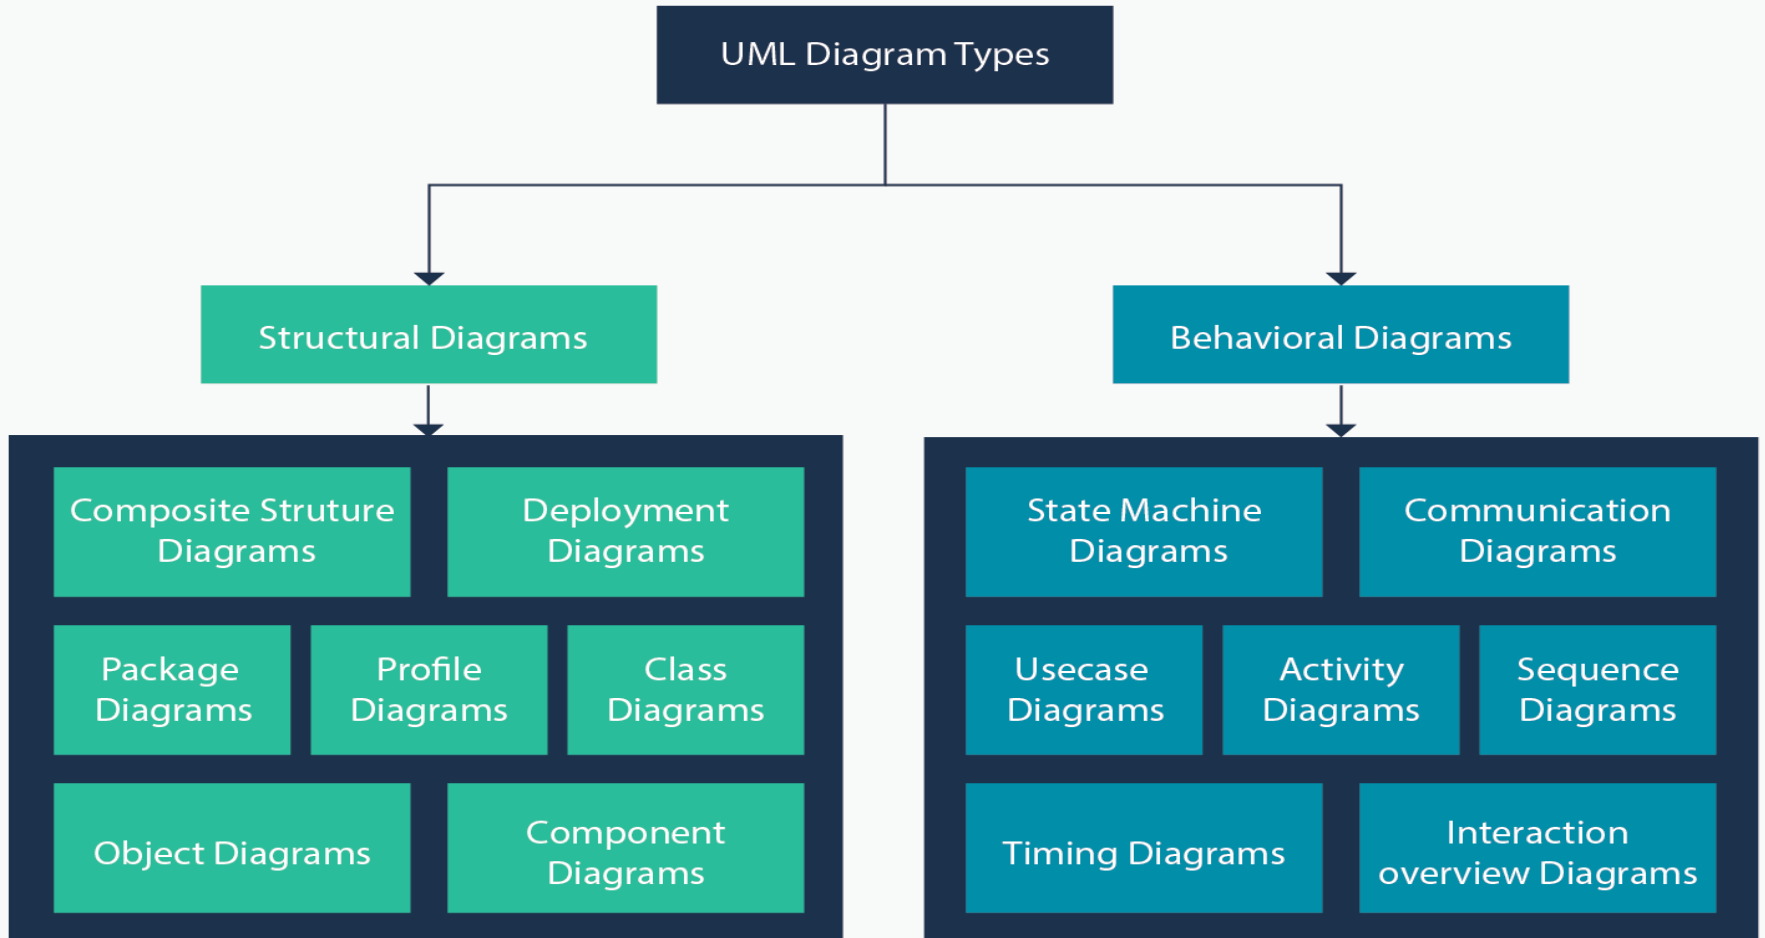 UML Diagram Types
Structural Diagrams
Behavioral Diagrams
Composite Struture
Diagrams
Deployment
Diagrams
Package
Diagrams
Profile
Diagrams
Class
Diagrams
Object Diagrams
Component
Diagrams
State Machine
Diagrams
Communication
Diagrams
Usecase
Diagrams
Activity
Diagrams
Sequence
Diagrams
Timing Diagrams
Interaction
overview Diagrams